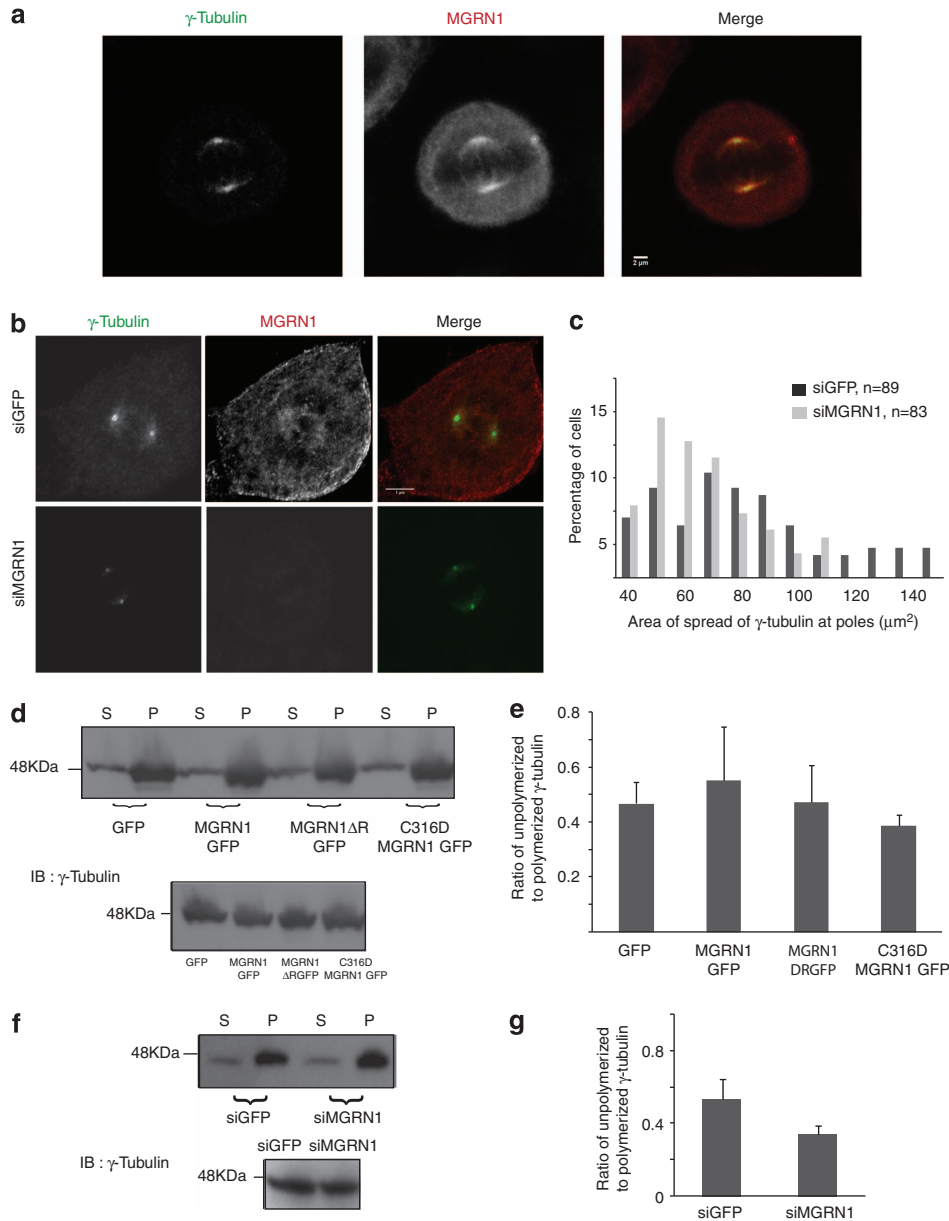 a
γ-Tubulin MGRN1 Merge
2 μm
b
γ-Tubulin MGRN1 Merge
siGFP
1 μm
siMGRN1
c
siGFP, n=89
siMGRN1, n=83
Percentage of cells
15
10
5
40 60 80 100 120 140
Area of spread of γ-tubulin at poles (μm²)
d
S P S P S P S P
48KDa
GFP MGRN1 GFP MGRN1ΔR GFP C316D MGRN1 GFP
IB : γ-Tubulin
48KDa
GFP MGRN1 GFP MGRN1 ΔRGFP C316D MGRN1 GFP
e
Ratio of unpolymerized to polymerized γ-tubulin
0.8
0.6
0.4
0.2
GFP MGRN1 GFP MGRN1 DRGFP C316D MGRN1 GFP
f
S P S P
48KDa
siGFP siMGRN1
siGFP siMGRN1
IB : γ-Tubulin
48KDa
g
Ratio of unpolymerized to polymerized γ-tubulin
0.8
0.4
0
siGFP siMGRN1